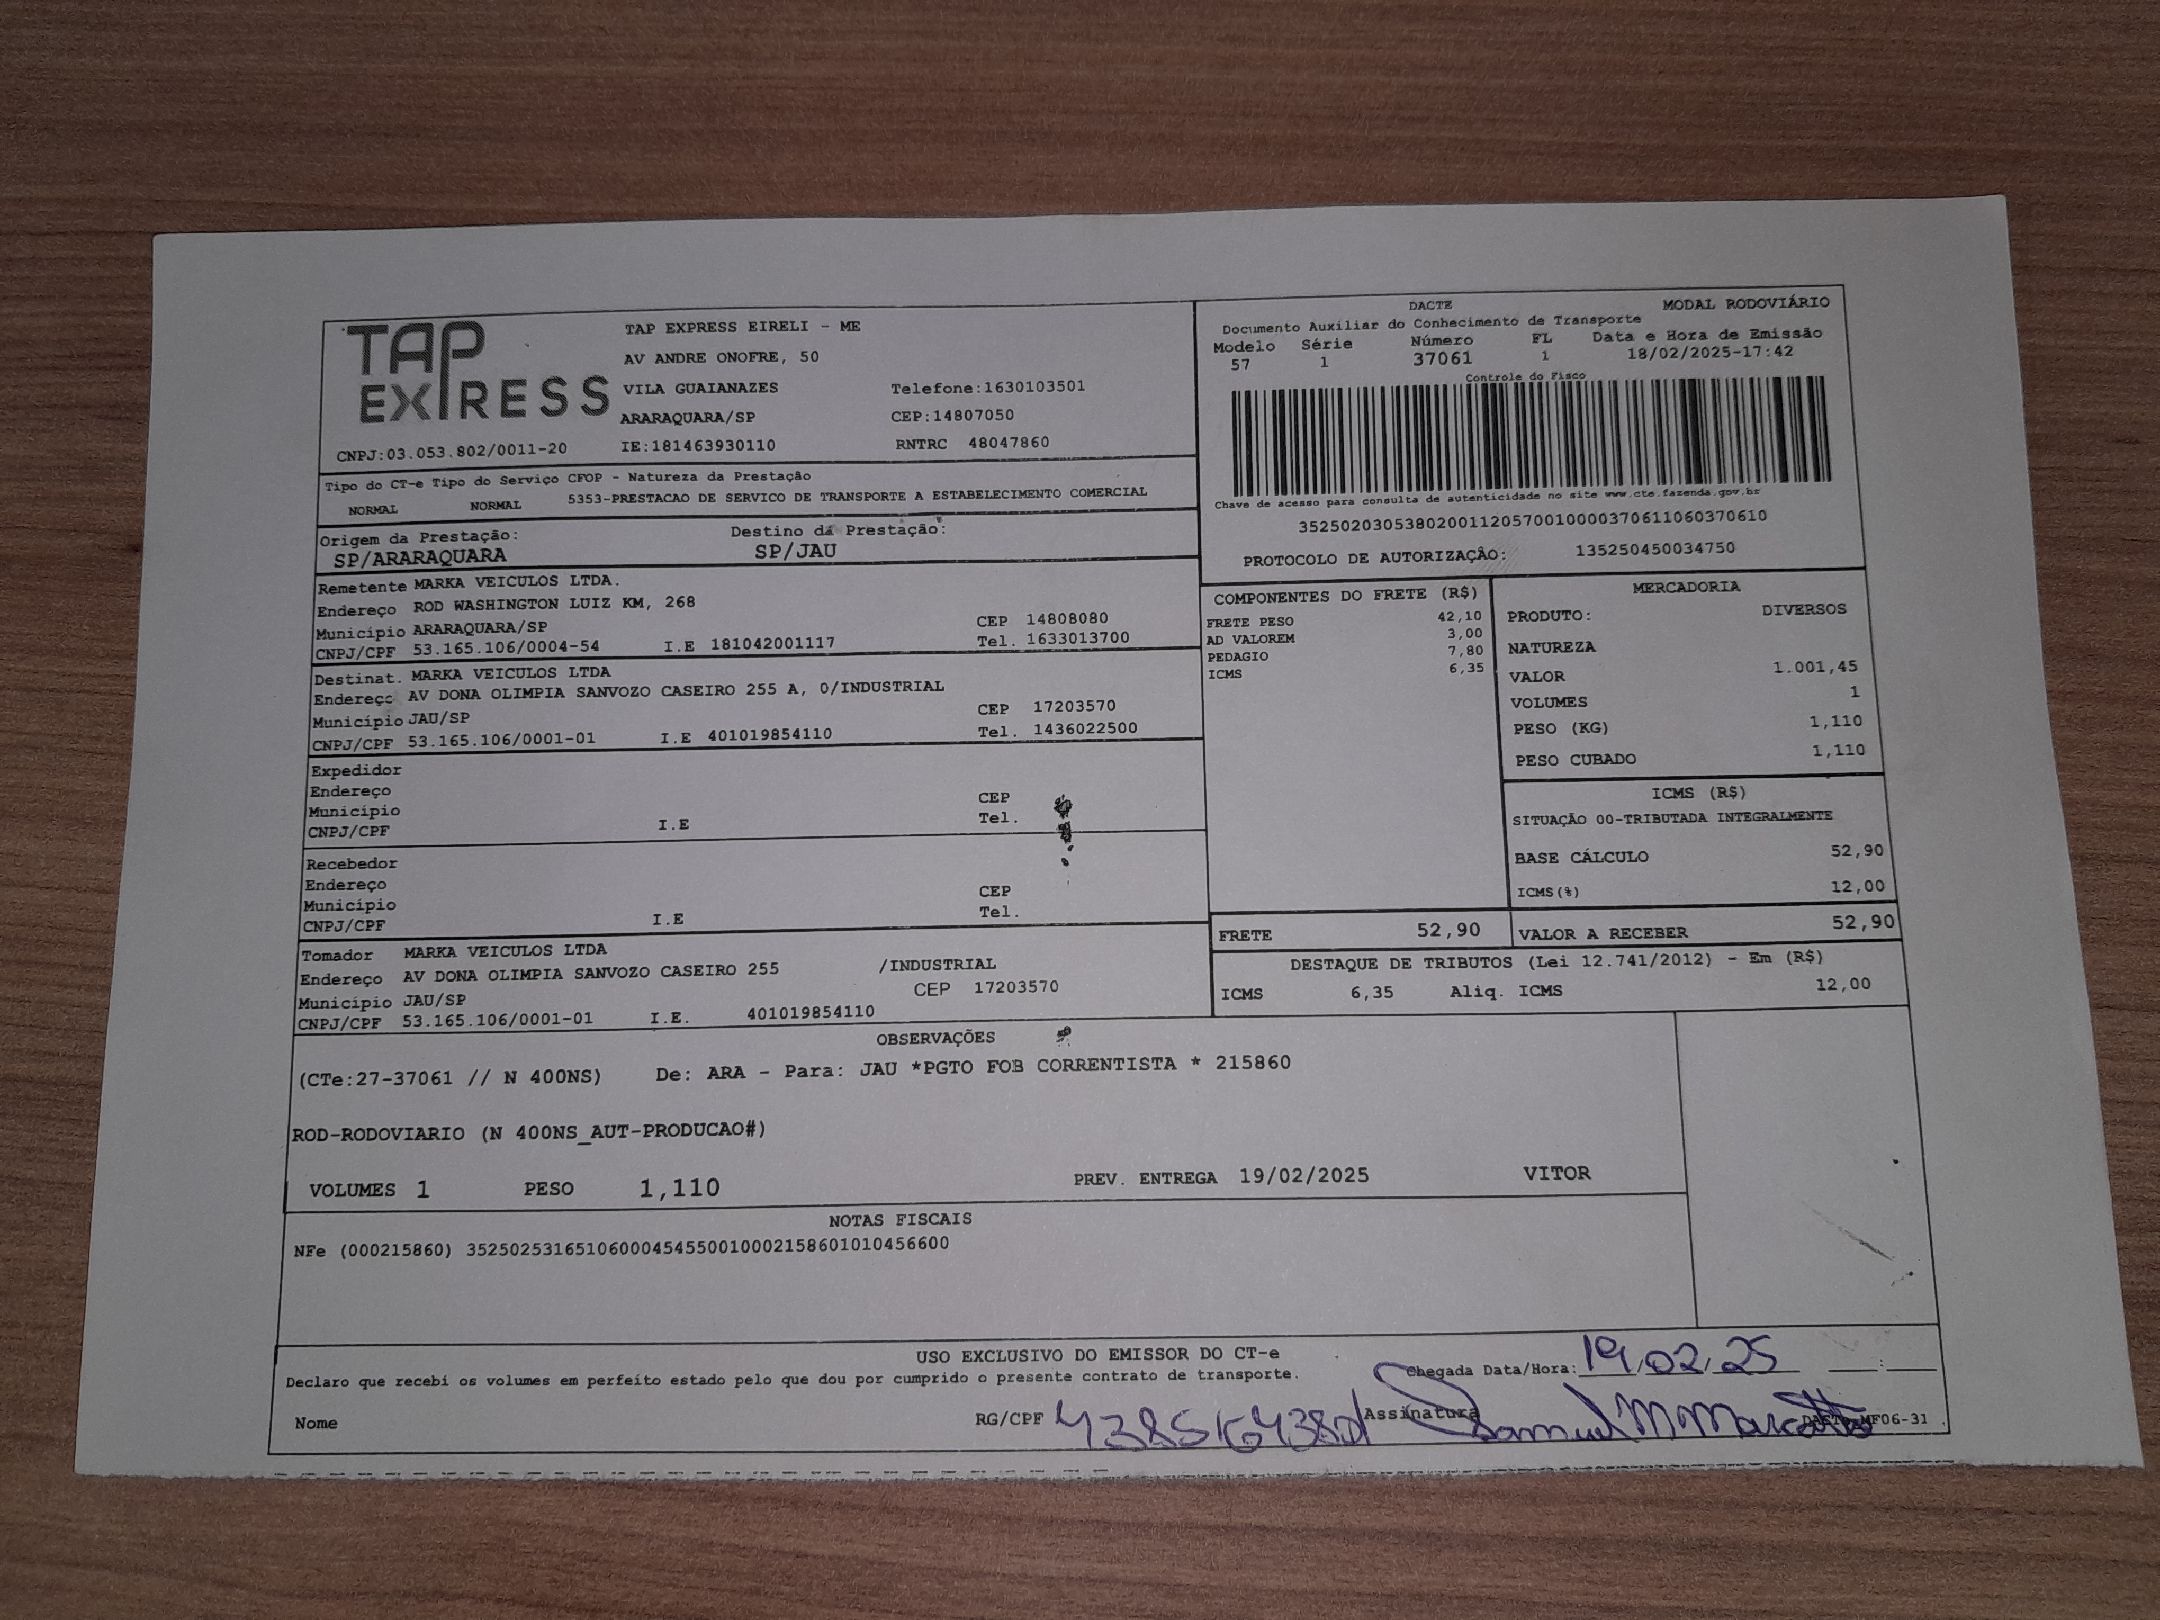 TAP EXPRESS
TAP EXPRESS EIRELI - ME
AV ANDRE ONOFRE, 50
VILA GUAIANAZES Telefone:1630103501
ARARAQUARA/SP CEP:14807050
CNPJ:03.053.802/0011-20 IE:181463930110 RNTRC 48047860
DACTE MODAL RODOVIÁRIO
Documento Auxiliar do Conhecimento de Transporte
Modelo Série Número FL Data e Hora de Emissão
57 1 37061 1 18/02/2025-17:42
Controle do Fisco
Chave de acesso para consulta de autenticidade no site www.cte.fazenda.gov.br
35250203053802001120570010000370611060370610
PROTOCOLO DE AUTORIZAÇÃO: 135250450034750
Tipo do CT-e Tipo do Serviço CFOP - Natureza da Prestação
NORMAL NORMAL 5353-PRESTACAO DE SERVICO DE TRANSPORTE A ESTABELECIMENTO COMERCIAL
Origem da Prestação: Destino da Prestação:
SP/ARARAQUARA SP/JAU
Remetente MARKA VEICULOS LTDA.
Endereço ROD WASHINGTON LUIZ KM, 268
Município ARARAQUARA/SP CEP 14808080
CNPJ/CPF 53.165.106/0004-54 I.E 181042001117 Tel. 1633013700
Destinat. MARKA VEICULOS LTDA
Endereço AV DONA OLIMPIA SANVOZO CASEIRO 255 A, 0/INDUSTRIAL
Município JAU/SP CEP 17203570
CNPJ/CPF 53.165.106/0001-01 I.E 401019854110 Tel. 1436022500
Expedidor
Endereço
Município CEP
CNPJ/CPF I.E Tel.
Recebedor
Endereço
Município CEP
CNPJ/CPF I.E Tel.
Tomador MARKA VEICULOS LTDA
Endereço AV DONA OLIMPIA SANVOZO CASEIRO 255 /INDUSTRIAL
Município JAU/SP CEP 17203570
CNPJ/CPF 53.165.106/0001-01 I.E. 401019854110
COMPONENTES DO FRETE (R$)
FRETE PESO 42,10
AD VALOREM 3,00
PEDAGIO 7,80
ICMS 6,35
MERCADORIA
PRODUTO: DIVERSOS
NATUREZA
VALOR 1.001,45
VOLUMES 1
PESO (KG) 1,110
PESO CUBADO 1,110
ICMS (R$)
SITUAÇÃO 00-TRIBUTADA INTEGRALMENTE
BASE CÁLCULO 52,90
ICMS(%) 12,00
FRETE 52,90 VALOR A RECEBER 52,90
DESTAQUE DE TRIBUTOS (Lei 12.741/2012) - Em (R$)
ICMS 6,35 Aliq. ICMS 12,00
OBSERVAÇÕES
(CTe:27-37061 // N 400NS) De: ARA - Para: JAU *PGTO FOB CORRENTISTA * 215860
ROD-RODOVIARIO (N 400NS_AUT-PRODUCAO#)
VOLUMES 1 PESO 1,110 PREV. ENTREGA 19/02/2025 VITOR
NOTAS FISCAIS
NFe (000215860) 35250253165106000454550010002158601010456600
USO EXCLUSIVO DO EMISSOR DO CT-e
Declaro que recebi os volumes em perfeito estado pelo que dou por cumprido o presente contrato de transporte. Chegada Data/Hora: 19/02/25 :
Nome RG/CPF Assinatura Samuel M MF06-31